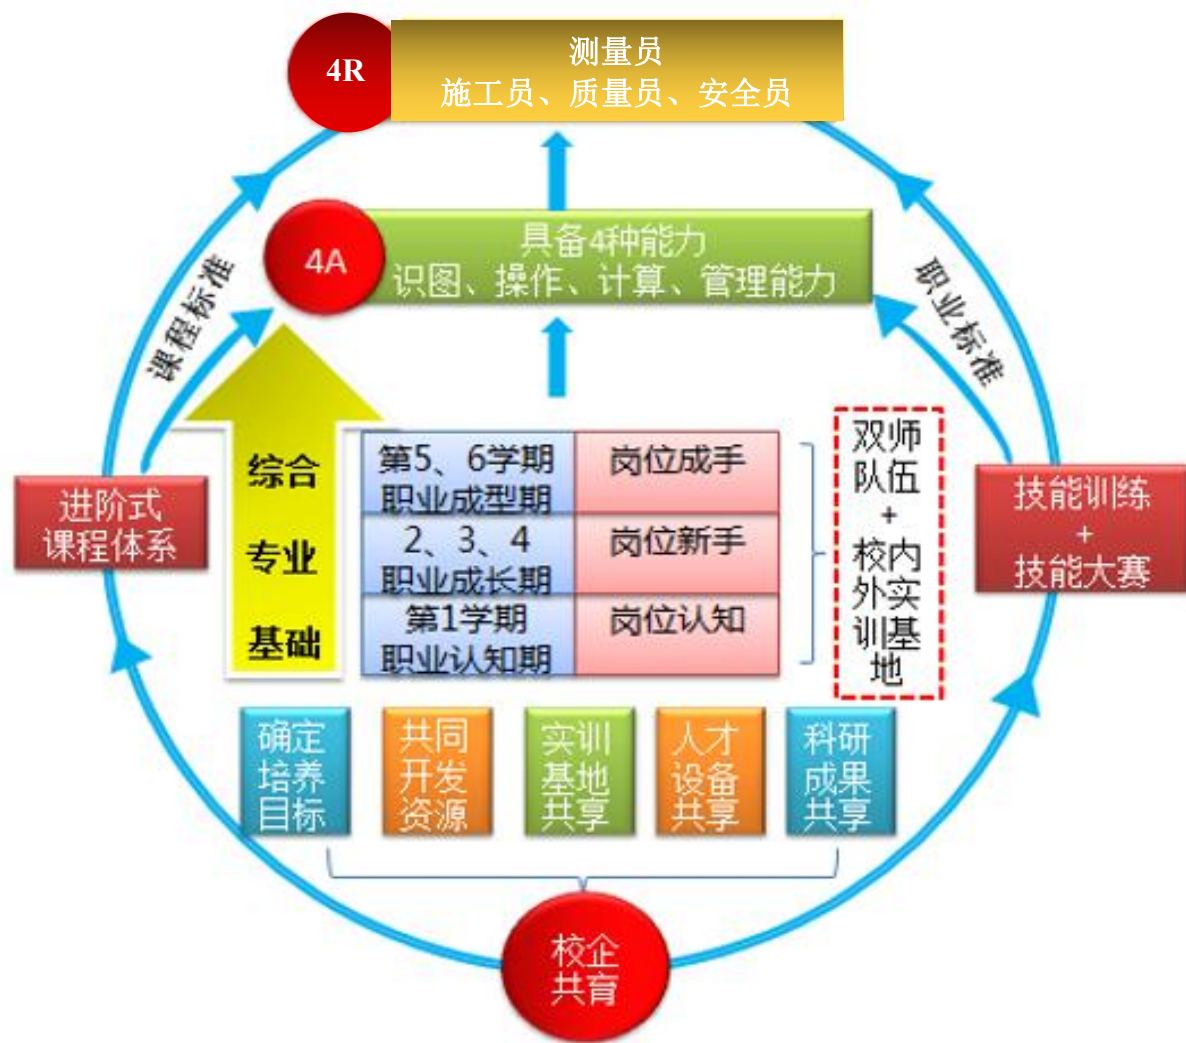 4R
测量员
施工员、质量员、安全员
4A
具备4种能力
识图、操作、计算、管理能力
课程标准
职业标准
进阶式
课程体系
综合
专业
基础
第5、6学期
职业成型期
岗位成手
2、3、4
职业成长期
岗位新手
第1学期
职业认知期
岗位认知
双师
队伍
+
校内
外实
训基
地
技能训练
+
技能大赛
确定
培养
目标
共同
开发
资源
实训
基地
共享
人才
设备
共享
科研
成果
共享
校企
共育